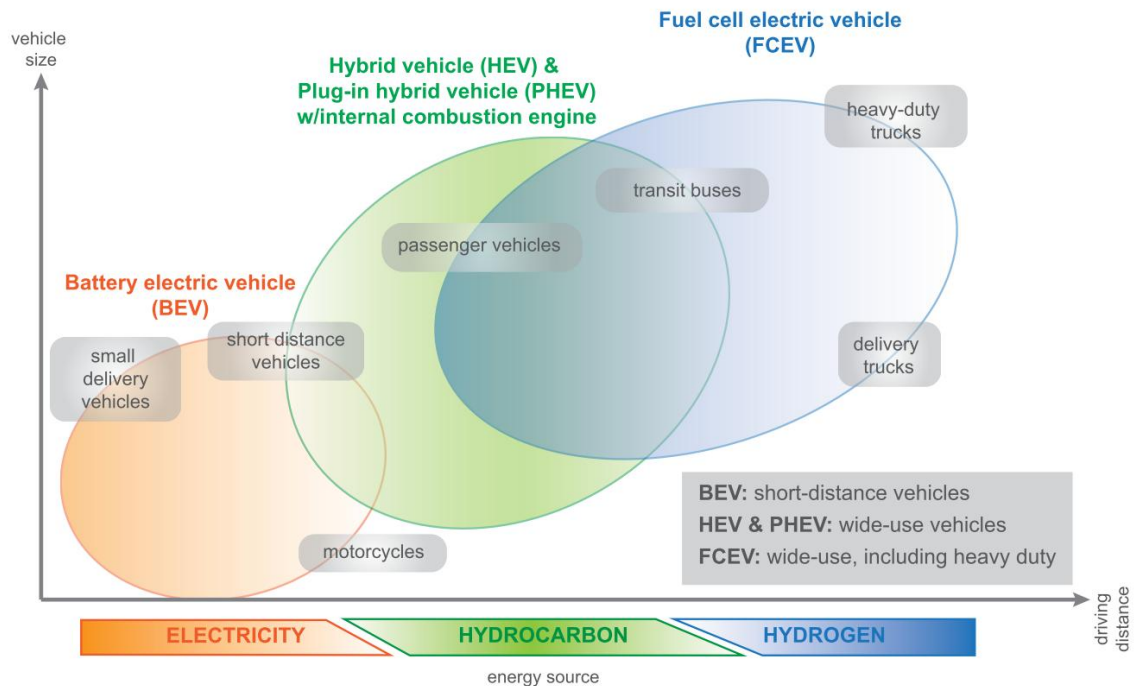 Fuel cell electric vehicle
(FCEV)
vehicle
size
Hybrid vehicle (HEV) &
Plug-in hybrid vehicle (PHEV)
w/internal combustion engine
heavy-duty
trucks
transit buses
passenger vehicles
Battery electric vehicle
(BEV)
small
delivery
vehicles
short distance
vehicles
delivery
trucks
motorcycles
BEV: short-distance vehicles
HEV & PHEV: wide-use vehicles
FCEV: wide-use, including heavy duty
driving
distance
ELECTRICITY
HYDROCARBON
HYDROGEN
energy source